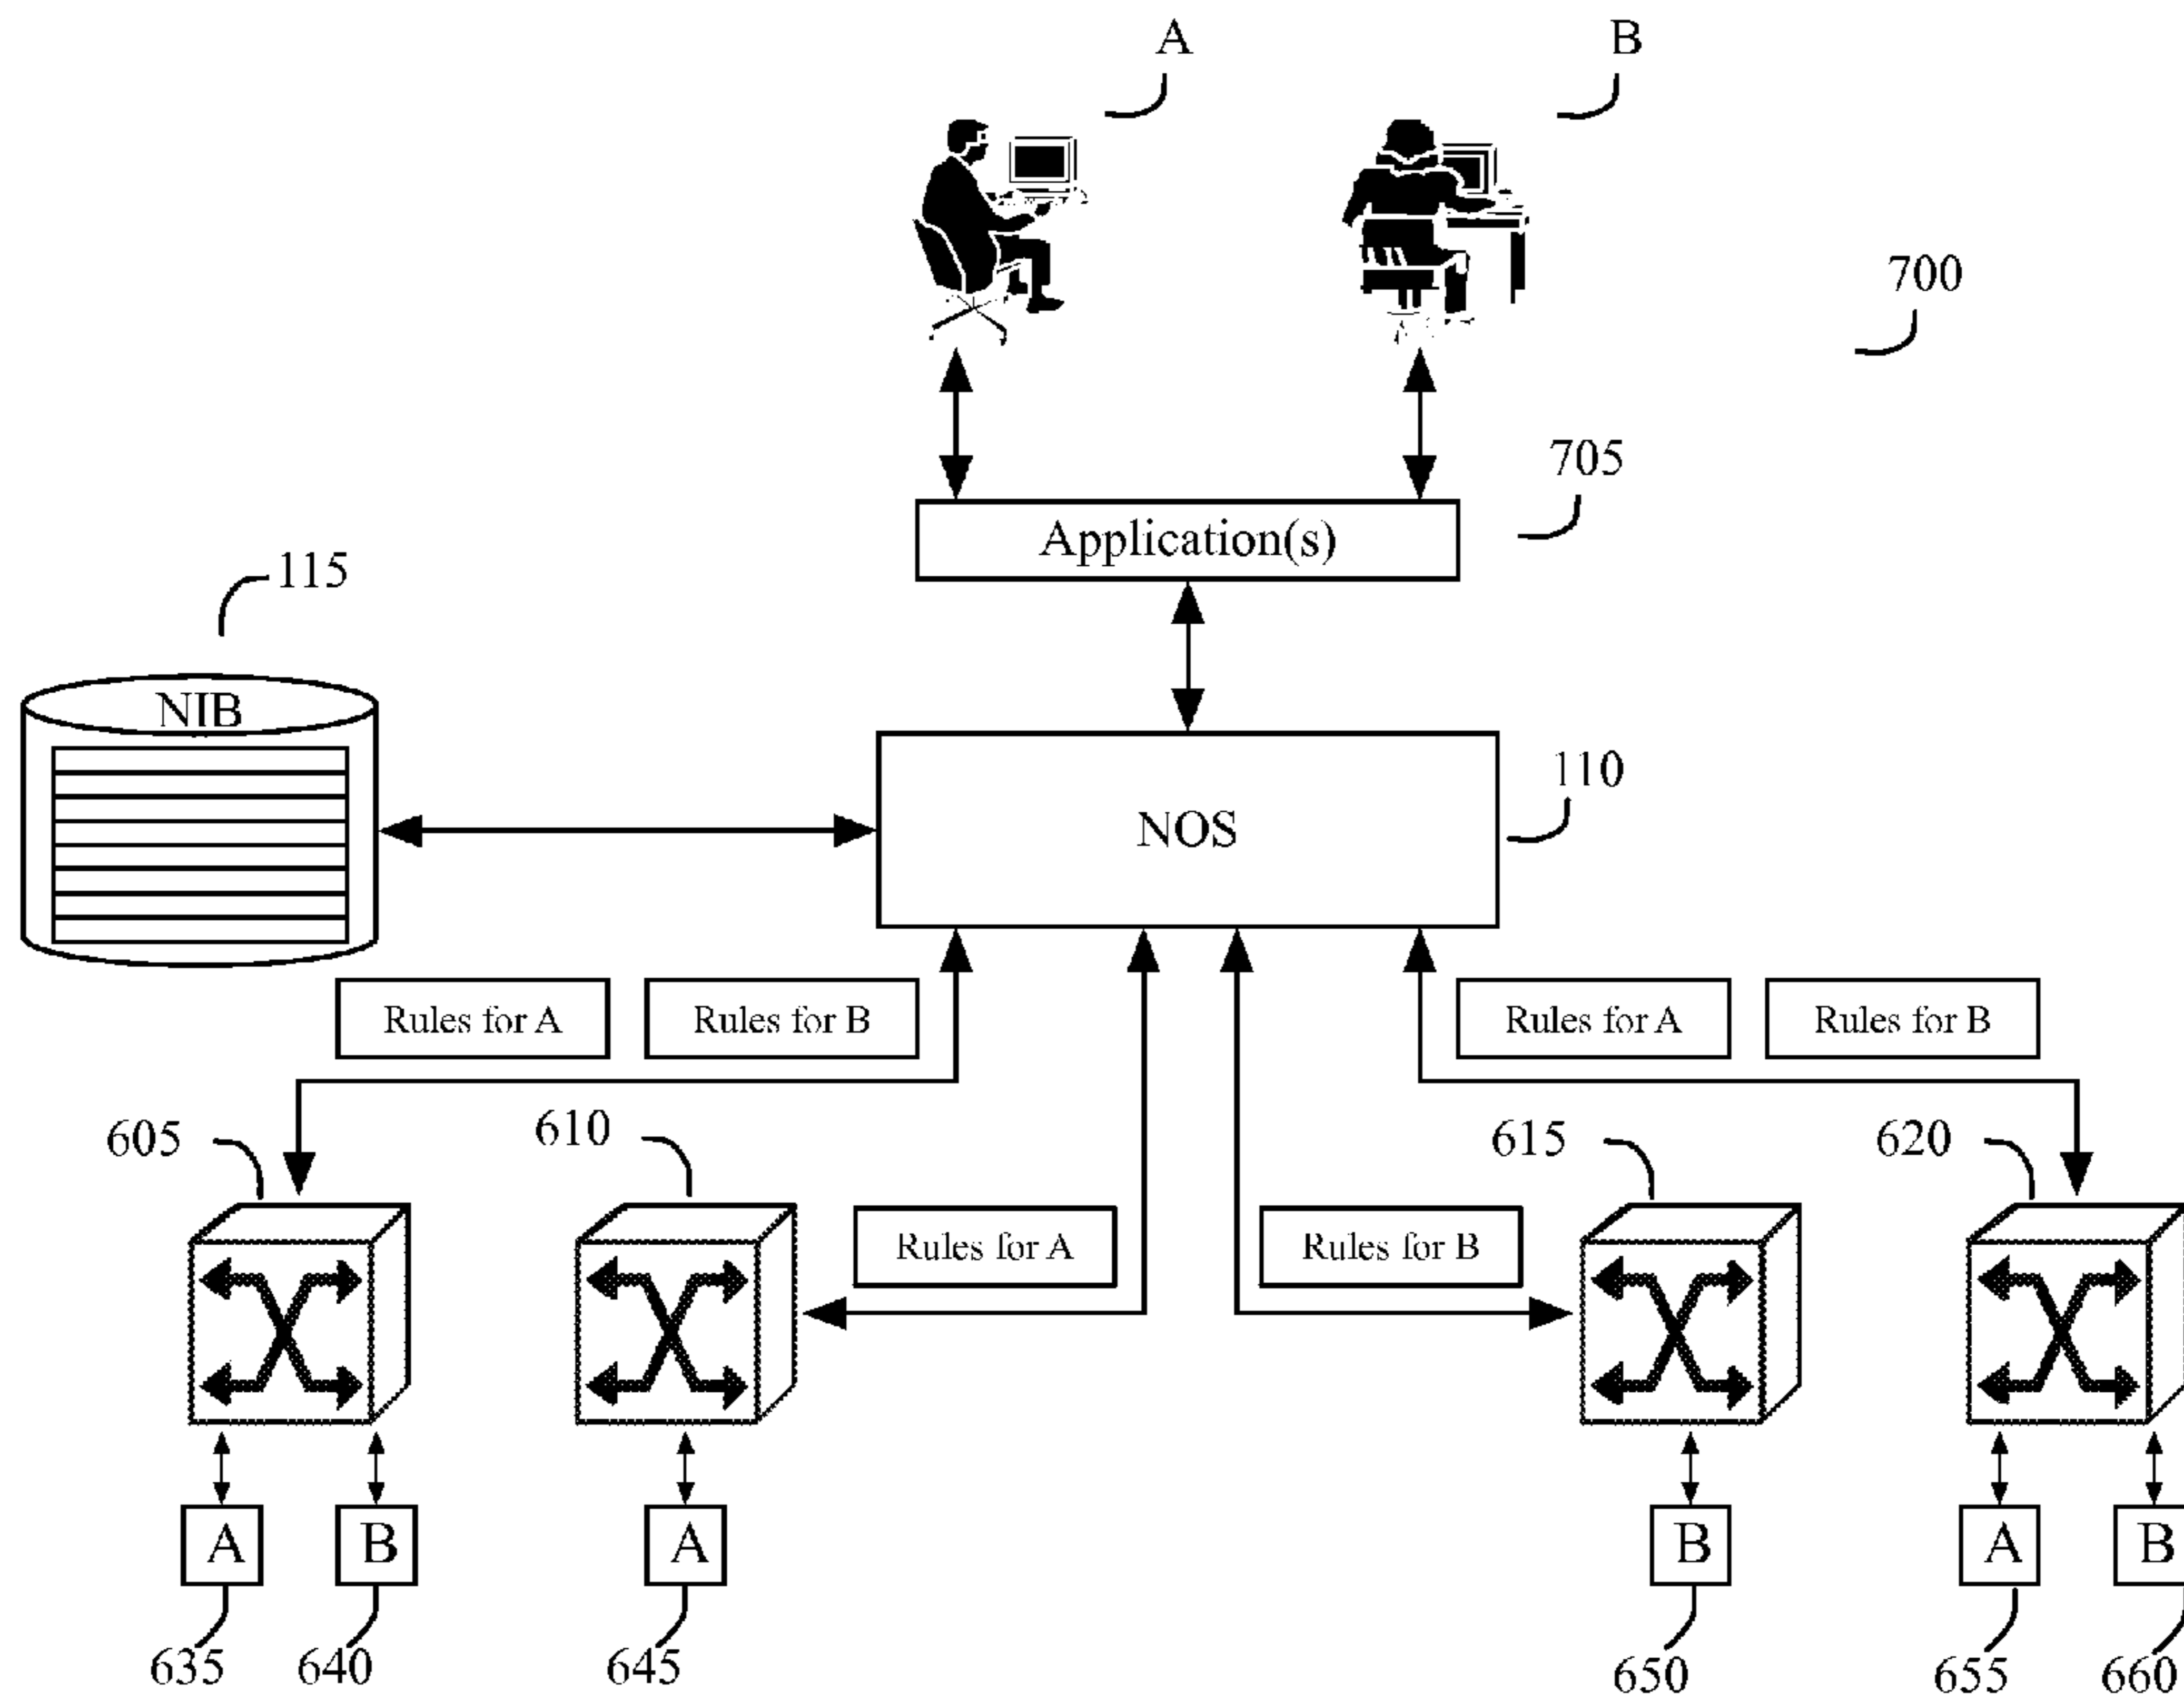 A
B
700
705
Application(s)
115
NIB
110
NOS
Rules for A
Rules for B
Rules for A
Rules for B
605
610
615
620
Rules for A
Rules for B
A
B
A
B
A
B
635
640
645
650
655
660